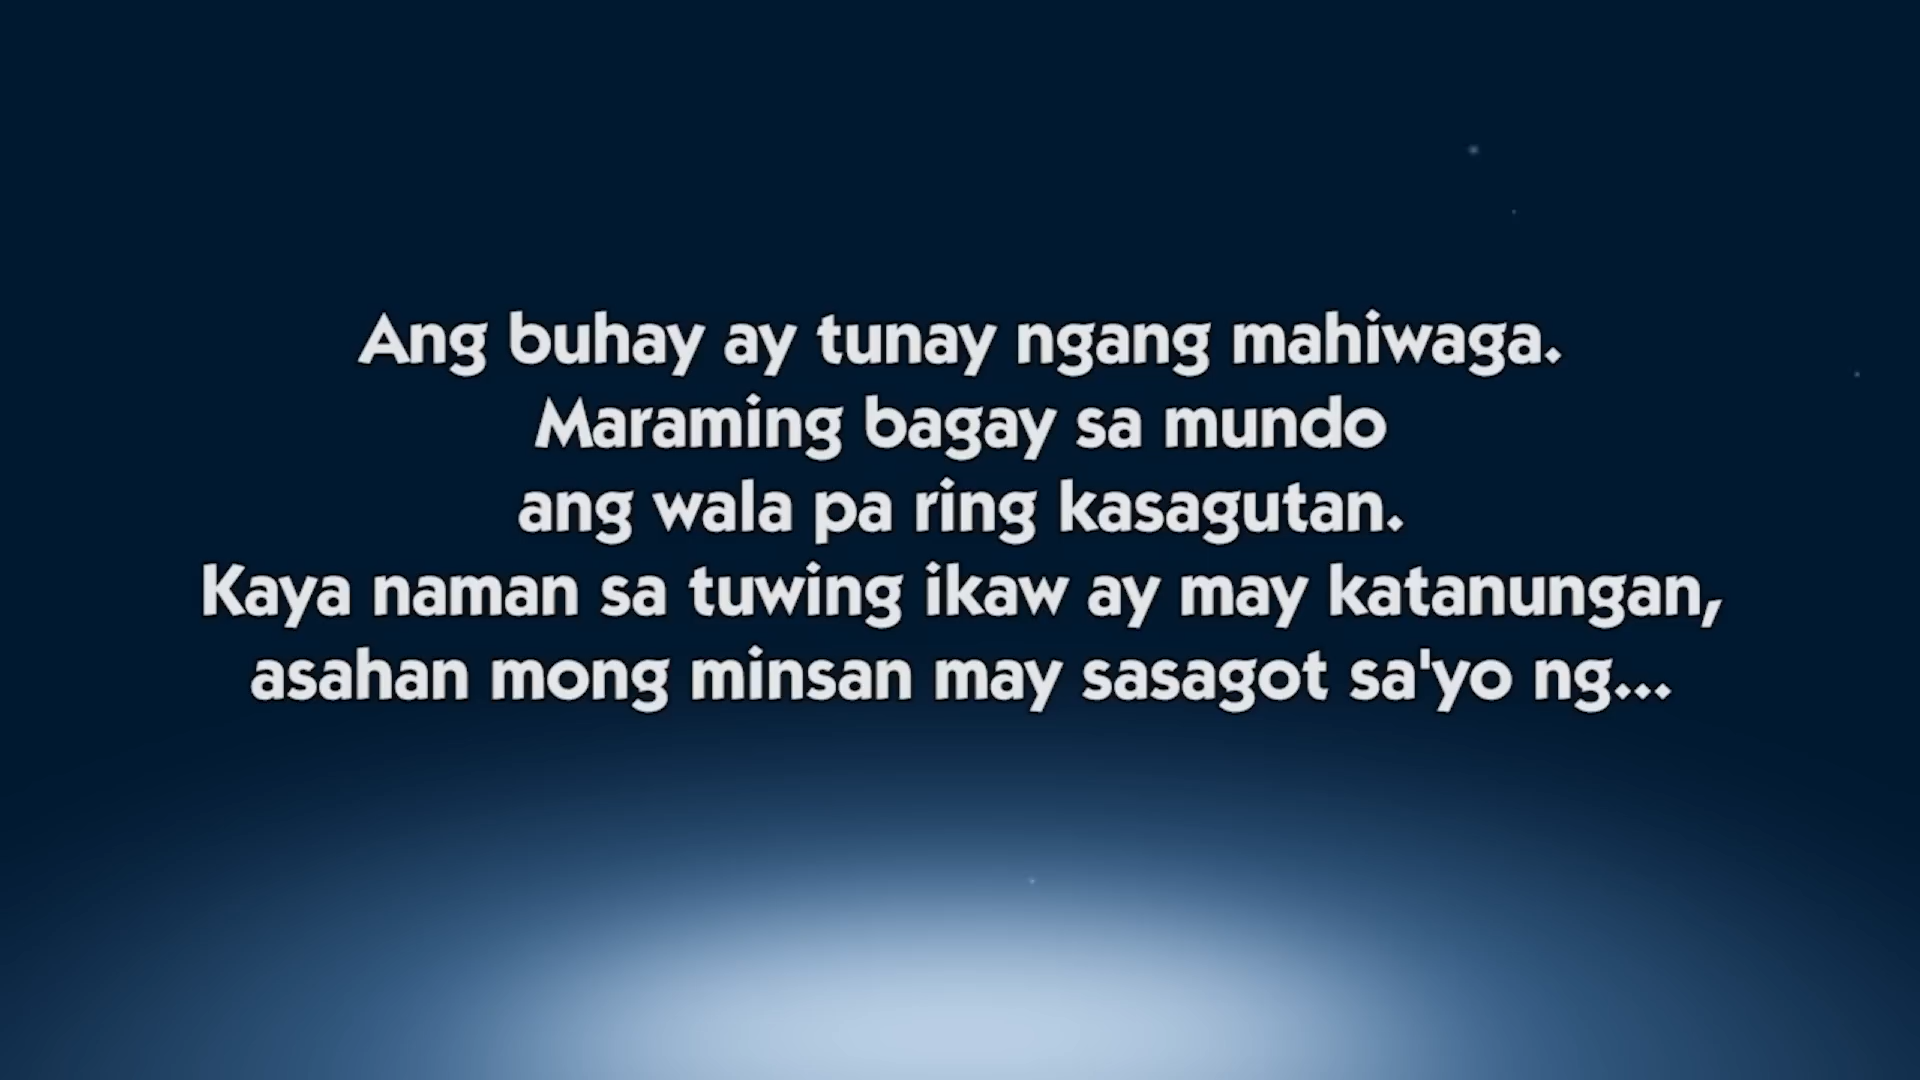 Ang buhay ay tunay ngang mahiwaga.
Maraming bagay sa mundo
ang wala pa ring kasagutan.
Kaya naman sa tuwing ikaw ay may katanungan,
asahan mong minsan may sasagot sa'yo ng...